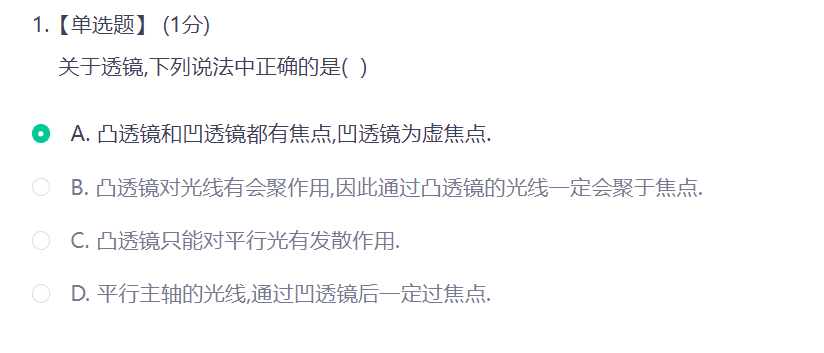 1.【单选题】 (1分)
关于透镜,下列说法中正确的是(  )
A. 凸透镜和凹透镜都有焦点,凹透镜为虚焦点.
B. 凸透镜对光线有会聚作用,因此通过凸透镜的光线一定会聚于焦点.
C. 凸透镜只能对平行光有发散作用.
D. 平行主轴的光线,通过凹透镜后一定过焦点.